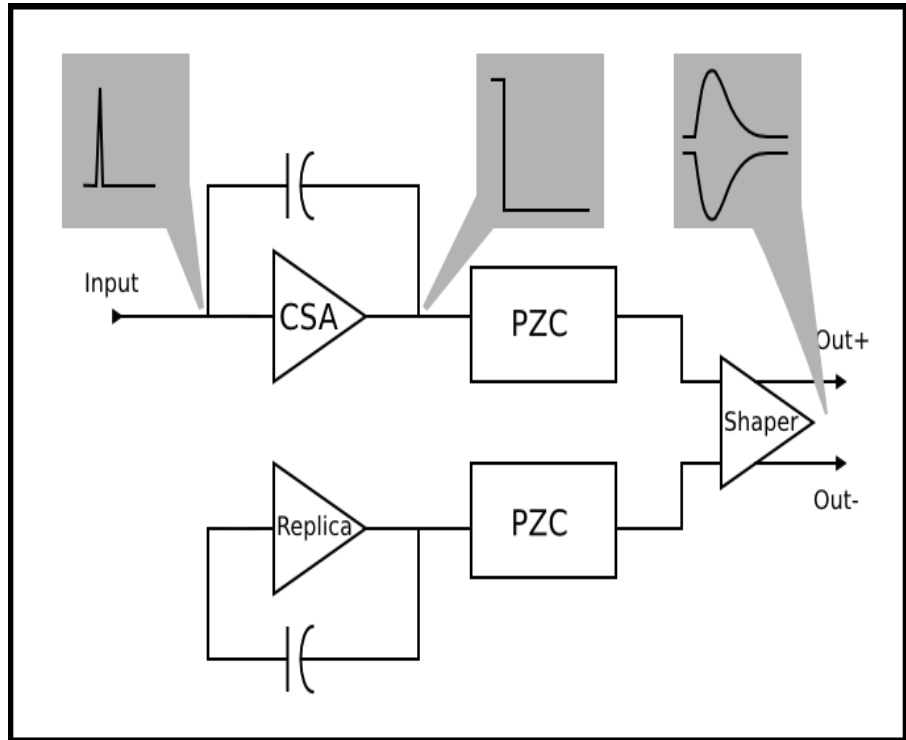 Input
CSA
PZC
Out+
Shaper
Replica
PZC
Out-